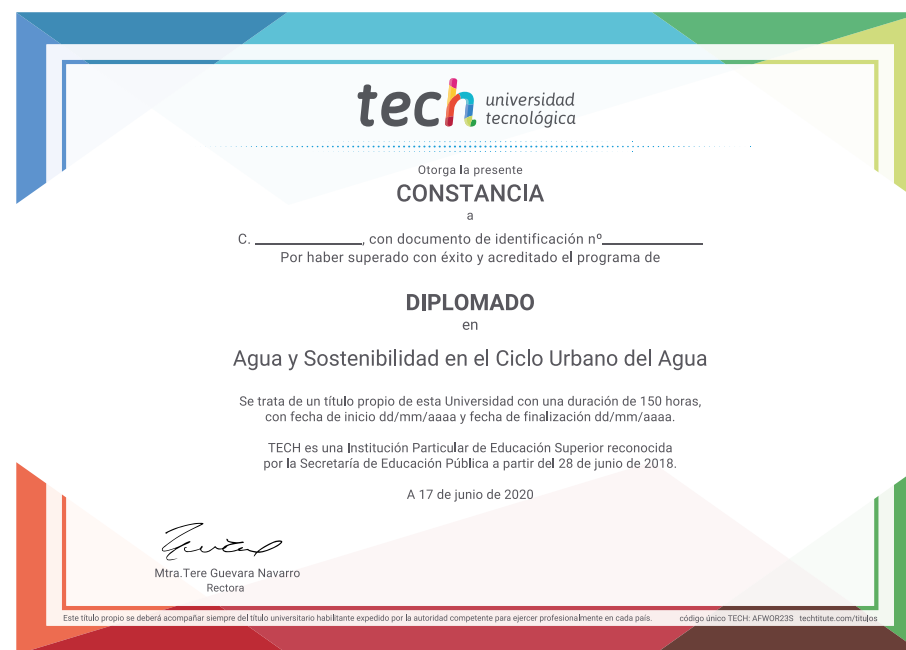 tech universidad
tecnológica
Otorga la presente
CONSTANCIA
a
C. ____________, con documento de identificación nº____________
Por haber superado con éxito y acreditado el programa de
DIPLOMADO
en
Agua y Sostenibilidad en el Ciclo Urbano del Agua
Se trata de un título propio de esta Universidad con una duración de 150 horas,
con fecha de inicio dd/mm/aaaa y fecha de finalización dd/mm/aaaa.
TECH es una Institución Particular de Educación Superior reconocida
por la Secretaría de Educación Pública a partir del 28 de junio de 2018.
A 17 de junio de 2020
Mtra.Tere Guevara Navarro
Rectora
Este título propio se deberá acompañar siempre del título universitario habilitante expedido por la autoridad competente para ejercer profesionalmente en cada país. código único TECH: AFWOR23S techtitute.com/titulos